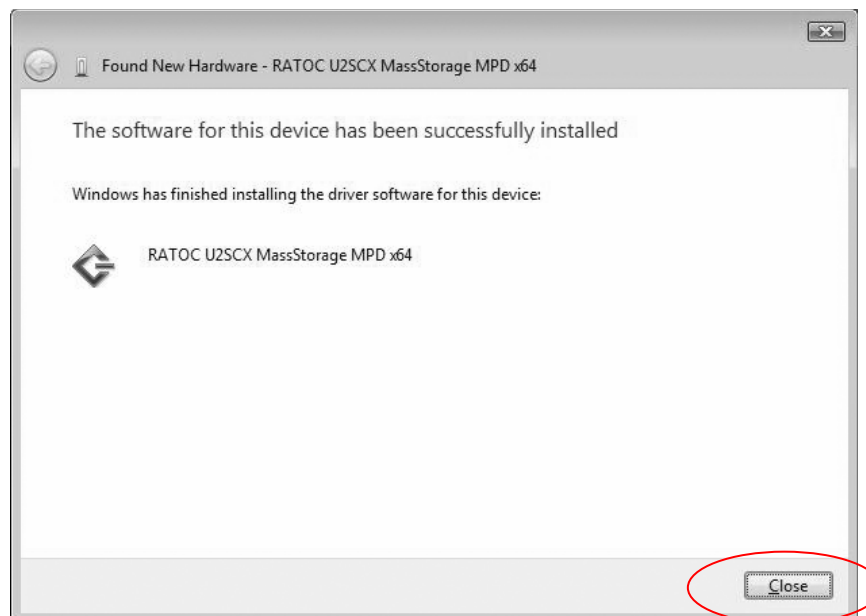 Found New Hardware - RATOC U2SCX MassStorage MPD x64
The software for this device has been successfully installed
Windows has finished installing the driver software for this device:
RATOC U2SCX MassStorage MPD x64
Close